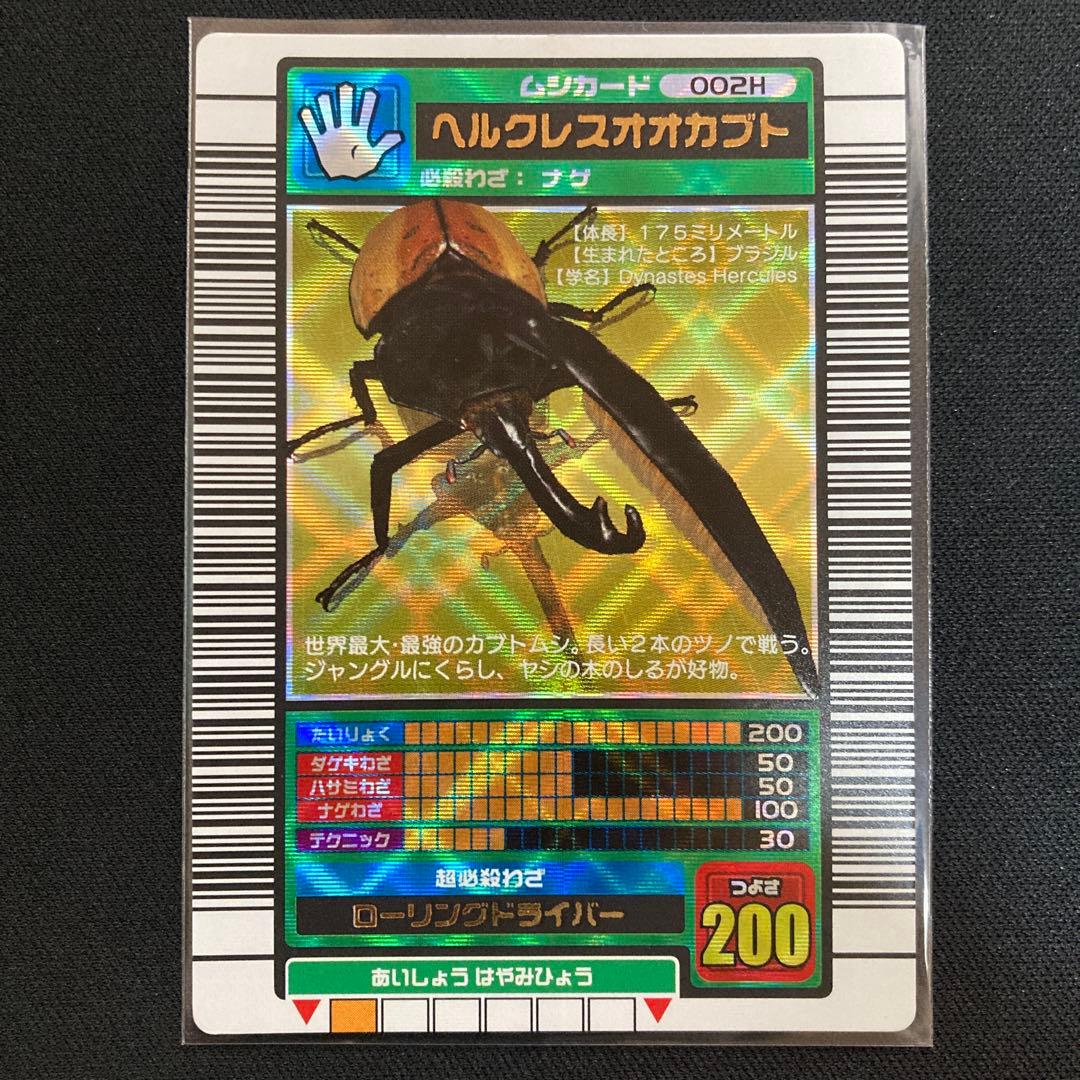 ムシカード 002H
ヘルクレスオオカブト
必殺わざ：ナゲ
【体長】175ミリメートル
【生まれたところ】ブラジル
【学名】Dynastes Hercules
世界最大・最強のカブトムシ。長い2本のツノで戦う。
ジャングルにくらし、ヤシの木のしるが好物。
たいりょく 200
ダゲキわざ 50
ハサミわざ 50
ナゲわざ 100
テクニック 30
超必殺わざ
ローリングドライバー
つよさ
200
あいしょう はやみひょう